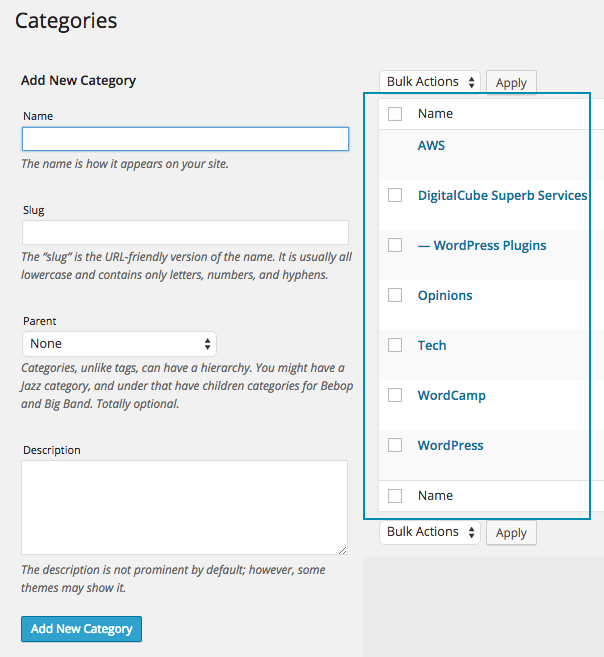 Categories
Add New Category
Name
The name is how it appears on your site.
Slug
The “slug” is the URL-friendly version of the name. It is usually all
lowercase and contains only letters, numbers, and hyphens.
Parent
None
Categories, unlike tags, can have a hierarchy. You might have a
Jazz category, and under that have children categories for Bebop
and Big Band. Totally optional.
Description
The description is not prominent by default; however, some
themes may show it.
Add New Category
Bulk Actions Apply
Name
AWS
DigitalCube Superb Services
— WordPress Plugins
Opinions
Tech
WordCamp
WordPress
Name
Bulk Actions Apply